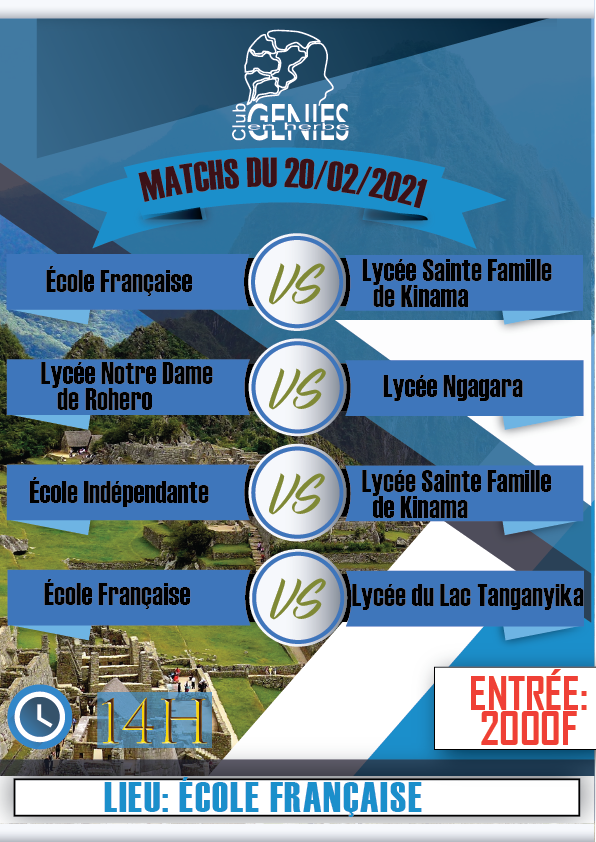 Club
GENIES
en herbe
MATCHS DU 20/02/2021
École Française
VS
Lycée Sainte Famille
de Kinama
Lycée Notre Dame
de Rohero
VS
Lycée Ngagara
École Indépendante
VS
Lycée Sainte Famille
de Kinama
École Française
VS
Lycée du Lac Tanganyika
14H
ENTRÉE:
2000F
LIEU: ÉCOLE FRANÇAISE